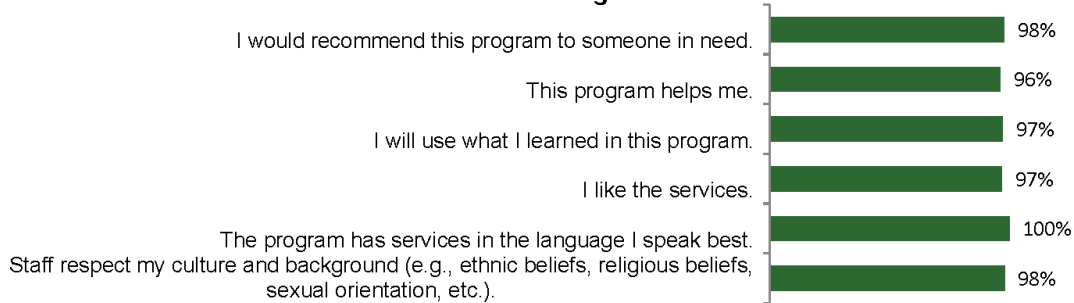 I would recommend this program to someone in need.
98%
This program helps me.
96%
I will use what I learned in this program.
97%
I like the services.
97%
The program has services in the language I speak best.
100%
Staff respect my culture and background (e.g., ethnic beliefs, religious beliefs,
sexual orientation, etc.).
98%